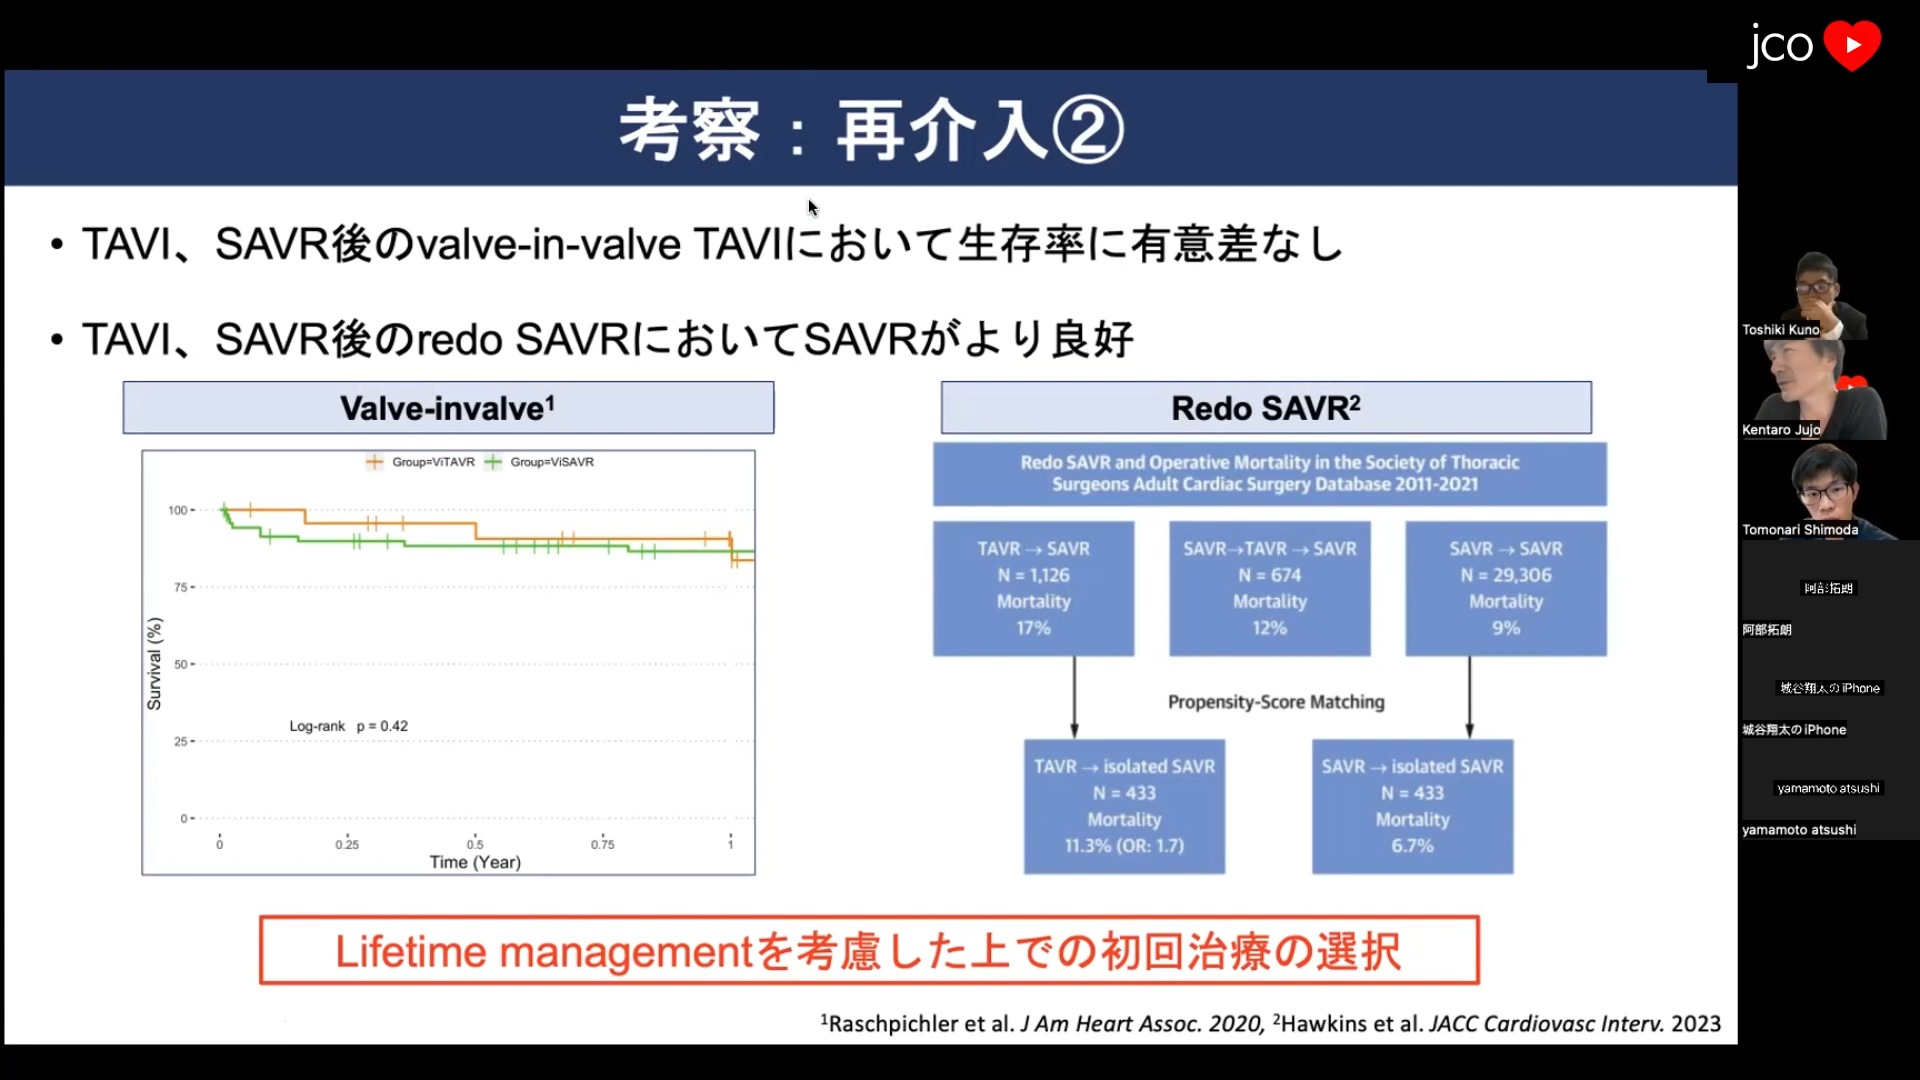 jco
考察：再介入②
• TAVI、SAVR後のvalve-in-valve TAVIにおいて生存率に有意差なし
• TAVI、SAVR後のredo SAVRにおいてSAVRがより良好
Valve-invalve¹
Group=ViTAVR Group=ViSAVR
100
75
50
25
0
Survival (%)
Log-rank p = 0.42
0 0.25 0.5 0.75 1
Time (Year)
Redo SAVR²
Redo SAVR and Operative Mortality in the Society of Thoracic
Surgeons Adult Cardiac Surgery Database 2011-2021
TAVR → SAVR
N = 1,126
Mortality
17%
SAVR→TAVR → SAVR
N = 674
Mortality
12%
SAVR → SAVR
N = 29,306
Mortality
9%
Propensity-Score Matching
TAVR → isolated SAVR
N = 433
Mortality
11.3% (OR: 1.7)
SAVR → isolated SAVR
N = 433
Mortality
6.7%
Lifetime managementを考慮した上での初回治療の選択
¹Raschpichler et al. J Am Heart Assoc. 2020, ²Hawkins et al. JACC Cardiovasc Interv. 2023
Toshiki Kuno
Kentaro Jujo
Tomonari Shimoda
阿部拓朗
阿部拓朗
城谷翔太のiPhone
城谷翔太のiPhone
yamamoto atsushi
yamamoto atsushi